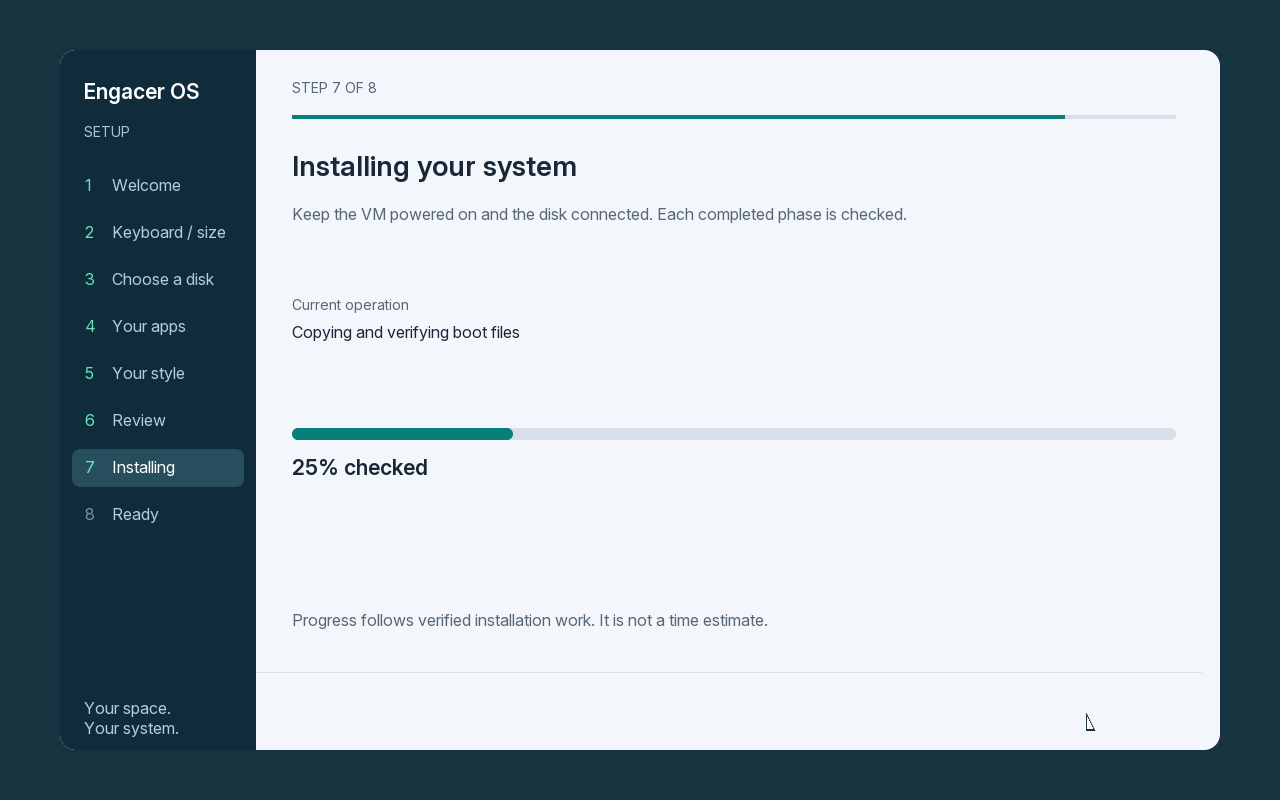 Engacer OS
SETUP
1 Welcome
2 Keyboard / size
3 Choose a disk
4 Your apps
5 Your style
6 Review
7 Installing
8 Ready
Your space.
Your system.
STEP 7 OF 8
Installing your system
Keep the VM powered on and the disk connected. Each completed phase is checked.
Current operation
Copying and verifying boot files
25% checked
Progress follows verified installation work. It is not a time estimate.